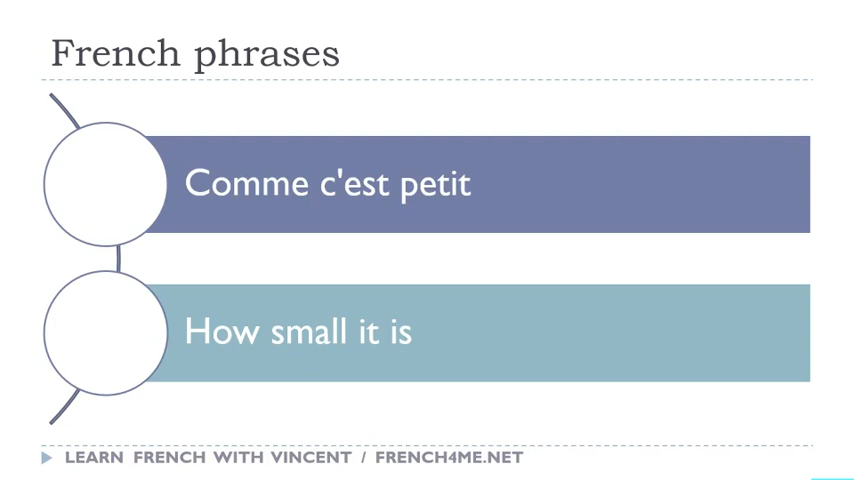 French phrases
Comme c'est petit
How small it is
LEARN FRENCH WITH VINCENT / FRENCH4ME.NET